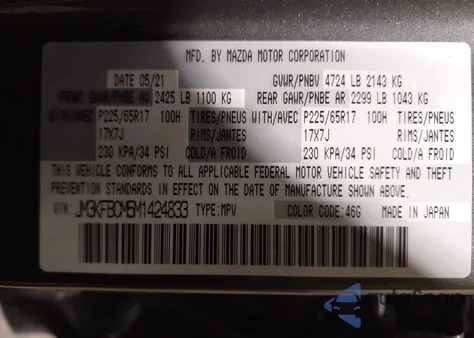 MFD. BY MAZDA MOTOR CORPORATION
DATE 05/21 GVWR/PNBV 4724 LB 2143 KG
FRONT GAWR/PNBE AV 2425 LB 1100 KG REAR GAWR/PNBE AR 2299 LB 1043 KG
WITH/AVEC P225/65R17 100H TIRES/PNEUS WITH/AVEC P225/65R17 100H TIRES/PNEUS
17X7J RIMS/JANTES 17X7J RIMS/JANTES
230 KPA/34 PSI COLD/A FROID 230 KPA/34 PSI COLD/A FROID
THIS VEHICLE CONFORMS TO ALL APPLICABLE FEDERAL MOTOR VEHICLE SAFETY AND THEFT
PREVENTION STANDARDS IN EFFECT ON THE DATE OF MANUFACTURE SHOWN ABOVE.
VIN: JM3KFBCM5M1424833 TYPE:MPV COLOR CODE:46G MADE IN JAPAN